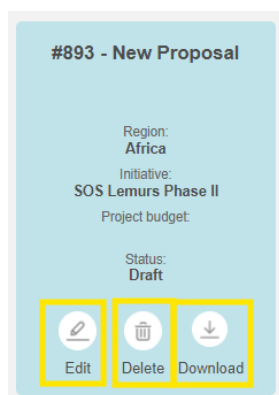 #893 - New Proposal
Region:
Africa
Initiative:
SOS Lemurs Phase II
Project budget:
Status:
Draft
Edit Delete Download